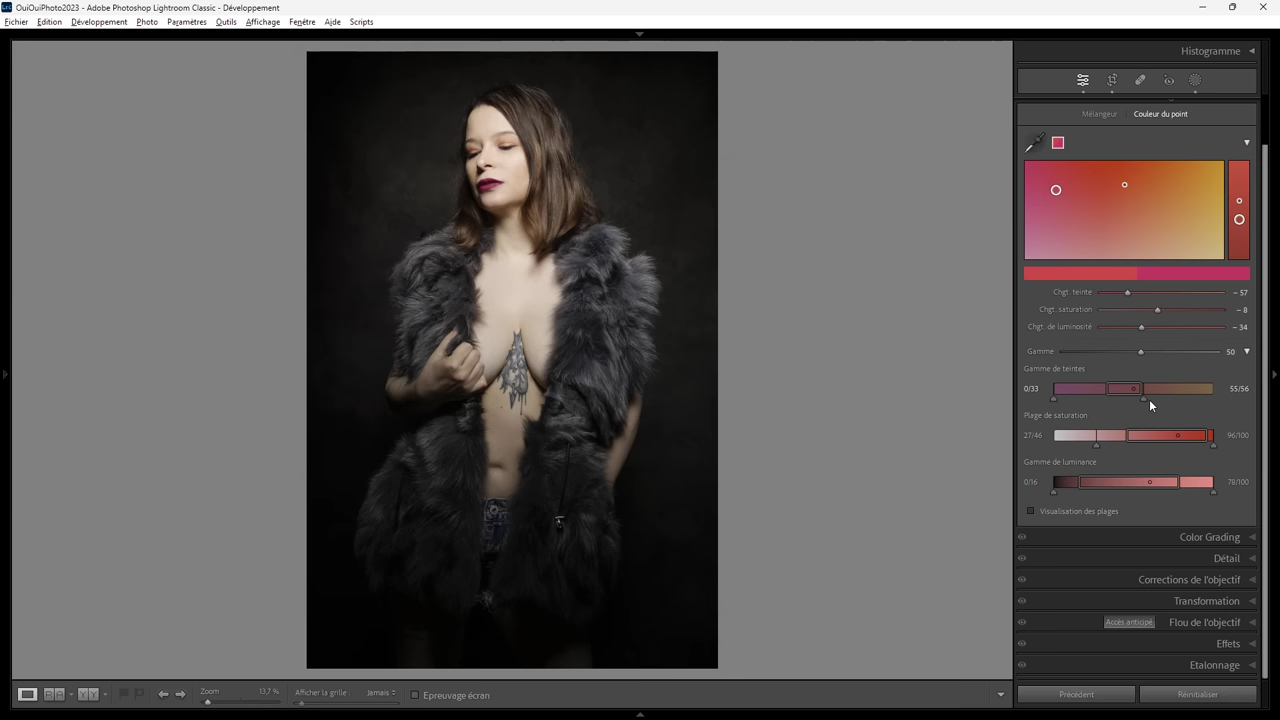 OuiOuiPhoto2023 - Adobe Photoshop Lightroom Classic - Développement
Fichier Edition Développement Photo Paramètres Outils Affichage Fenêtre Aide Scripts
Histogramme
Mélangeur Couleur du point
Chgt. teinte - 57
Chgt. saturation - 8
Chgt. de luminosité - 34
Gamme 50
Gamme de teintes
0/33 55/56
Plage de saturation
27/46 96/100
Gamme de luminance
0/16 78/100
Visualisation des plages
Color Grading
Détail
Corrections de l'objectif
Transformation
Accès anticipé Flou de l'objectif
Effets
Etalonnage
Zoom 13,7 % Afficher la grille : Jamais Epreuvage écran
Précédent Réinitialiser